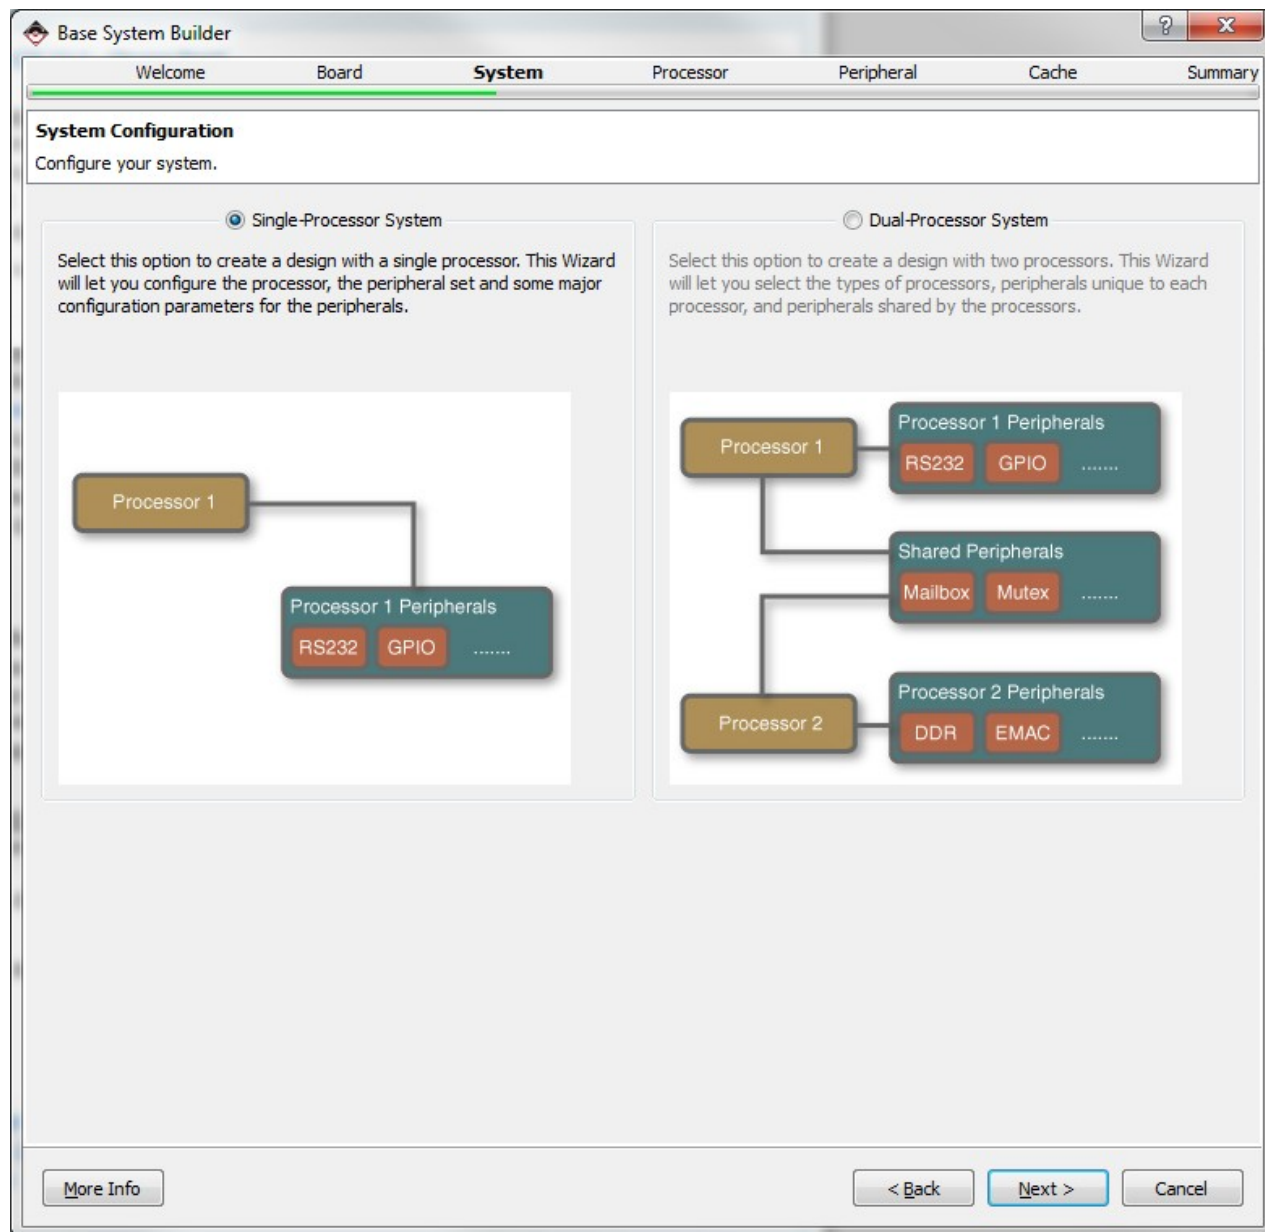 Base System Builder
Welcome Board System Processor Peripheral Cache Summary
System Configuration
Configure your system.
Single-Processor System
Select this option to create a design with a single processor. This Wizard
will let you configure the processor, the peripheral set and some major
configuration parameters for the peripherals.
Processor 1
Processor 1 Peripherals
RS232 GPIO .......
Dual-Processor System
Select this option to create a design with two processors. This Wizard
will let you select the types of processors, peripherals unique to each
processor, and peripherals shared by the processors.
Processor 1
Processor 1 Peripherals
RS232 GPIO .......
Shared Peripherals
Mailbox Mutex .......
Processor 2
Processor 2 Peripherals
DDR EMAC .......
More Info < Back Next > Cancel